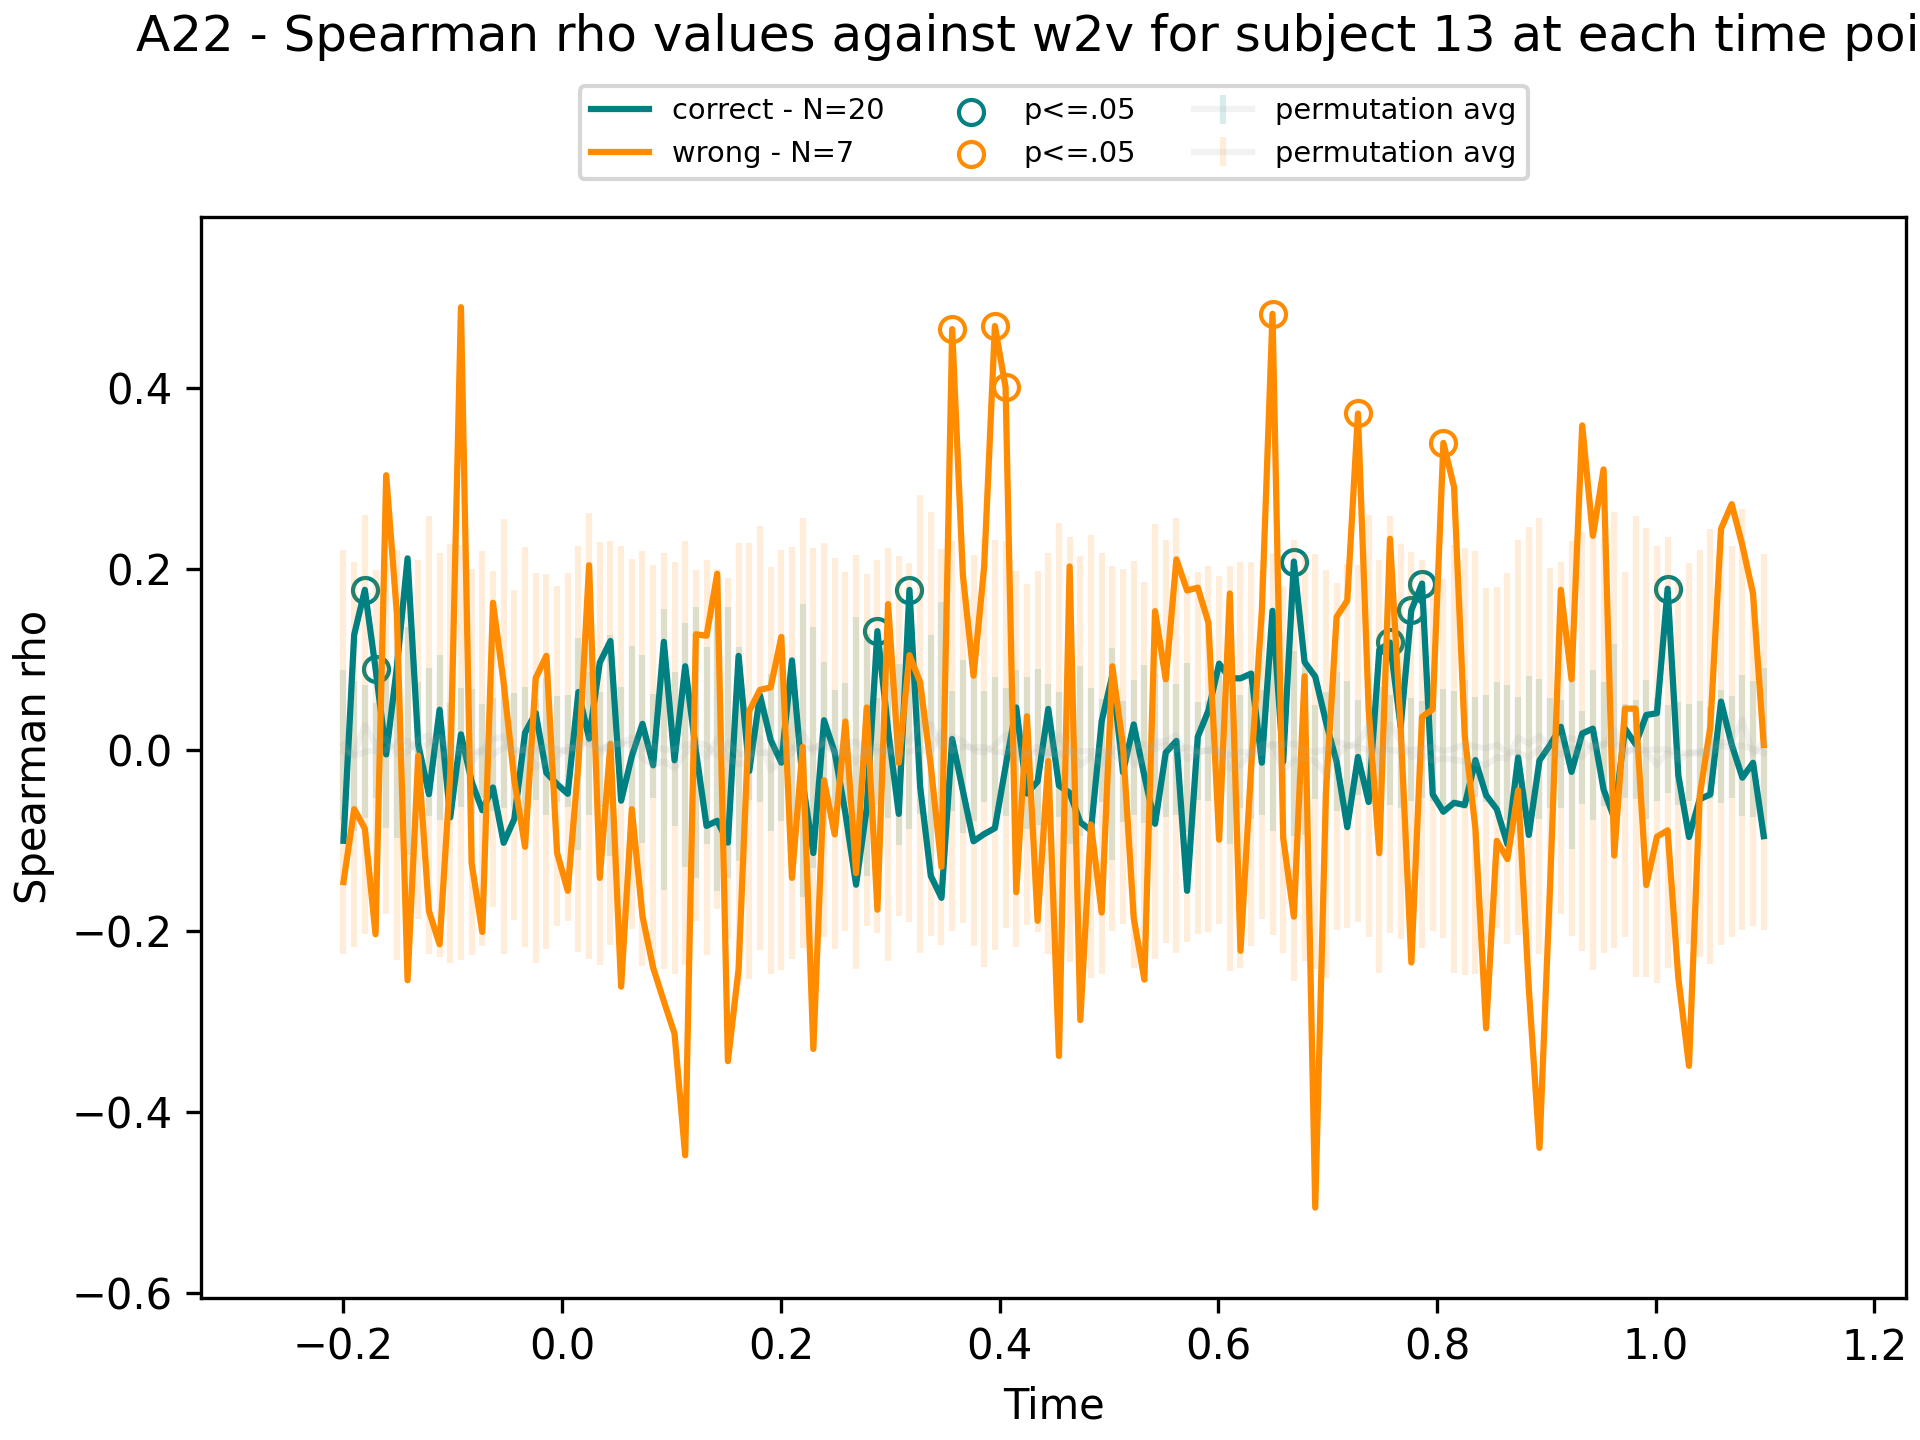 A22 - Spearman rho values against w2v for subject 13 at each time poi
correct - N=20
wrong - N=7
p<=.05
p<=.05
permutation avg
permutation avg
Spearman rho
0.4
0.2
0.0
−0.2
−0.4
−0.6
−0.2
0.0
0.2
0.4
0.6
0.8
1.0
1.2
Time